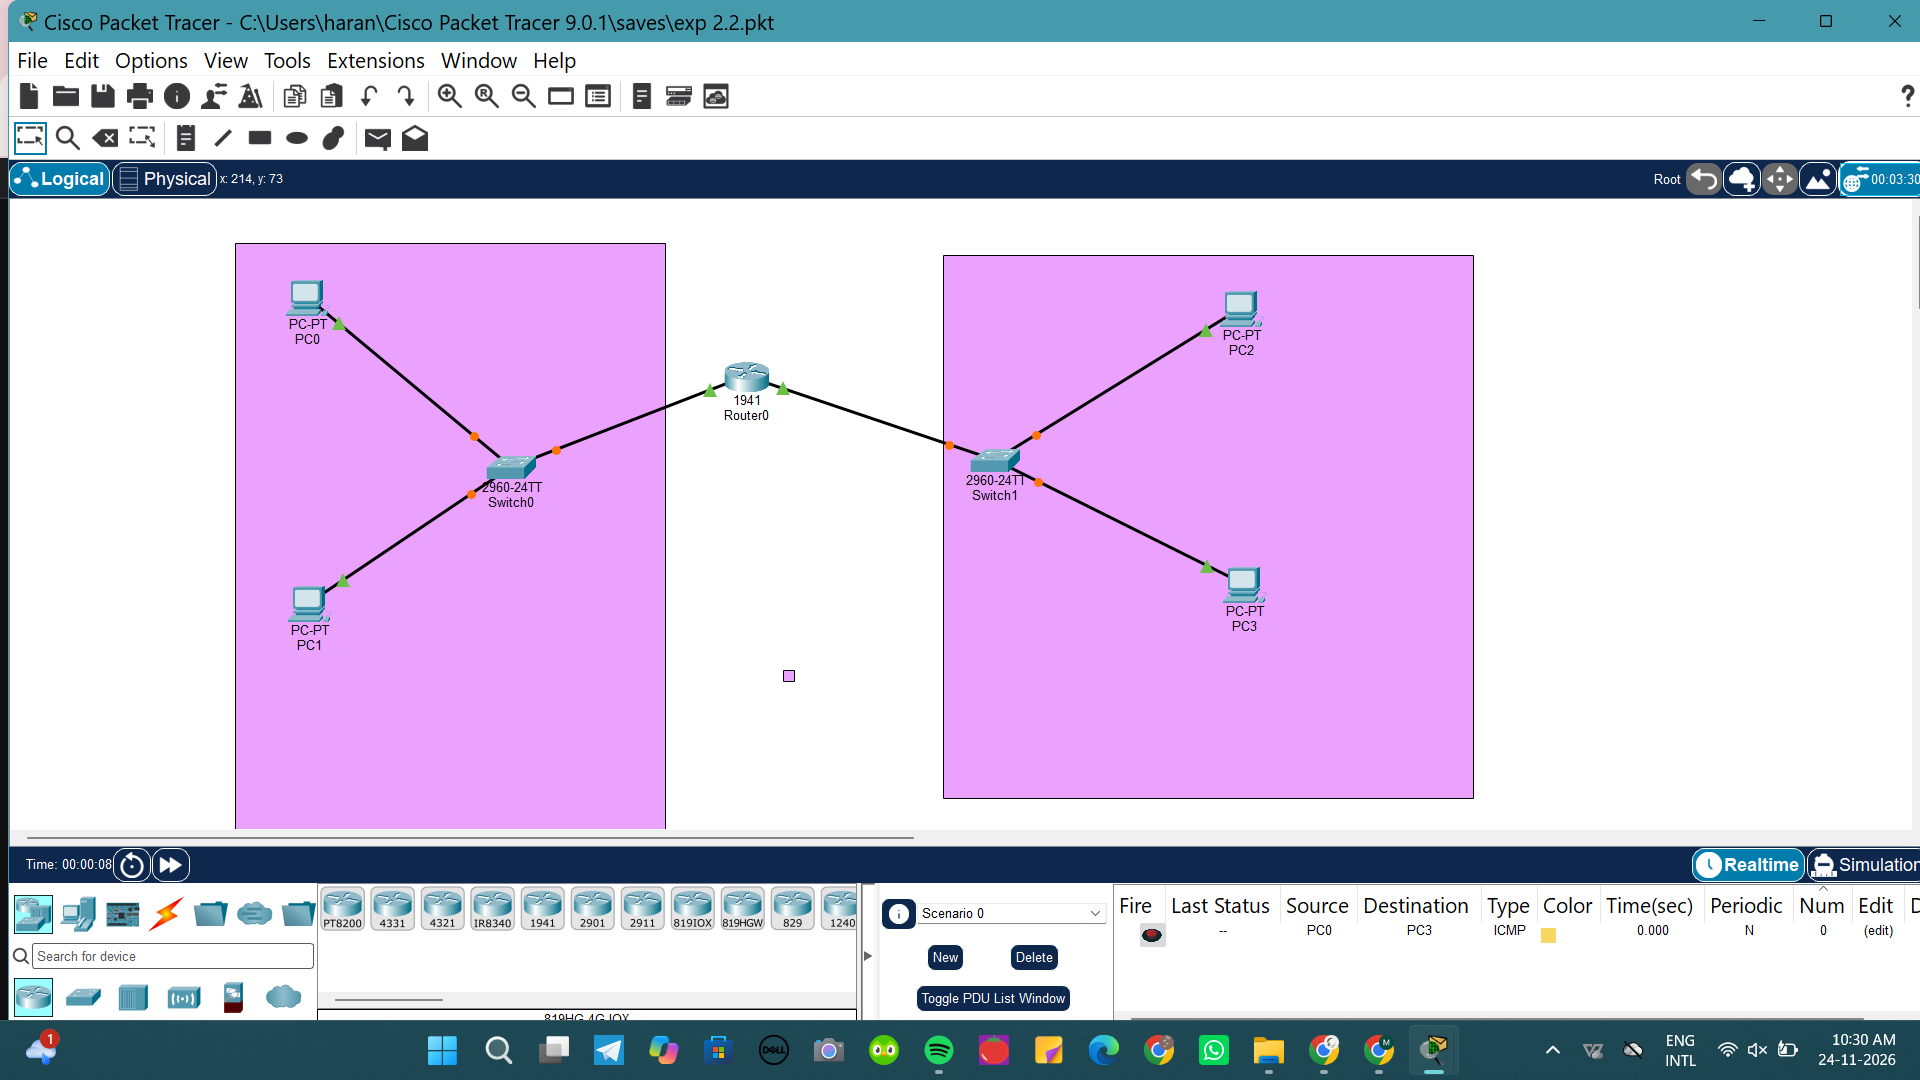 Cisco Packet Tracer - C:\Users\haran\Cisco Packet Tracer 9.0.1\saves\exp 2.2.pkt
File Edit Options View Tools Extensions Window Help
?
Logical Physical x: 214, y: 73 Root 00:03:30
PC-PT
PC0
PC-PT
PC2
1941
Router0
2960-24TT
Switch0
2960-24TT
Switch1
PC-PT
PC1
PC-PT
PC3
Time: 00:00:08 Realtime Simulation
PT8200 4331 4321 IR8340 1941 2901 2911 819IOX 819HGW 829 1240
Search for device
819HG-4G-IOX
Scenario 0
New Delete
Toggle PDU List Window
Fire Last Status Source Destination Type Color Time(sec) Periodic Num Edit D
-- PC0 PC3 ICMP 0.000 N 0 (edit)
1
DELL
M
ENG
INTL
10:30 AM
24-11-2026